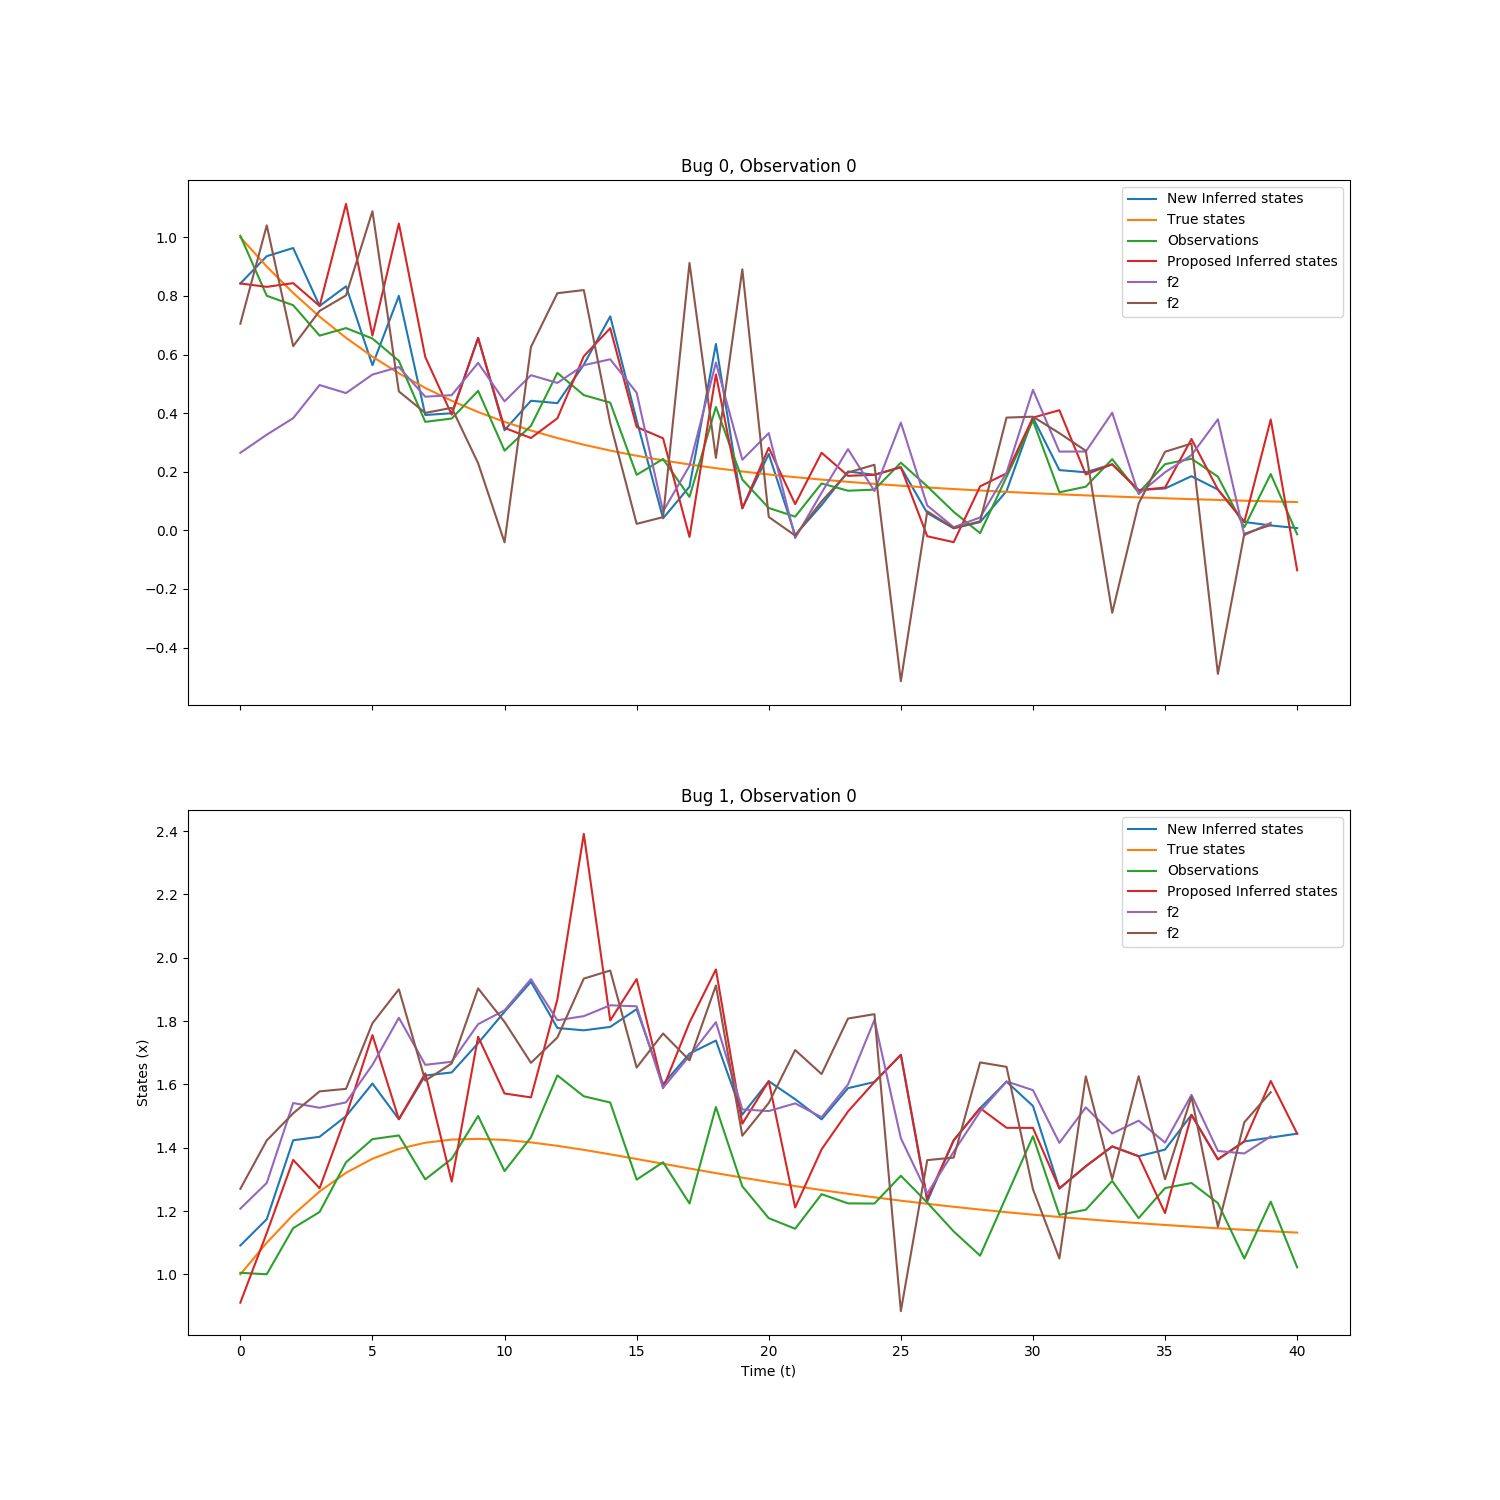 Bug 0, Observation 0
New Inferred states
True states
Observations
Proposed Inferred states
f2
f2
1.0
0.8
0.6
0.4
0.2
0.0
−0.2
−0.4
Bug 1, Observation 0
New Inferred states
True states
Observations
Proposed Inferred states
f2
f2
2.4
2.2
2.0
1.8
1.6
1.4
1.2
1.0
States (x)
0 5 10 15 20 25 30 35 40
Time (t)